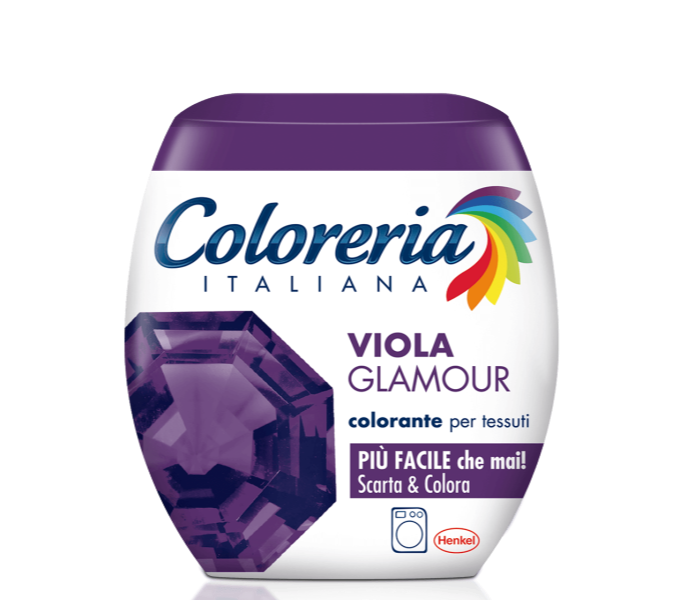 Coloreria
ITALIANA
VIOLA
GLAMOUR
colorante per tessuti
PIÙ FACILE che mai!
Scarta & Colora
Henkel